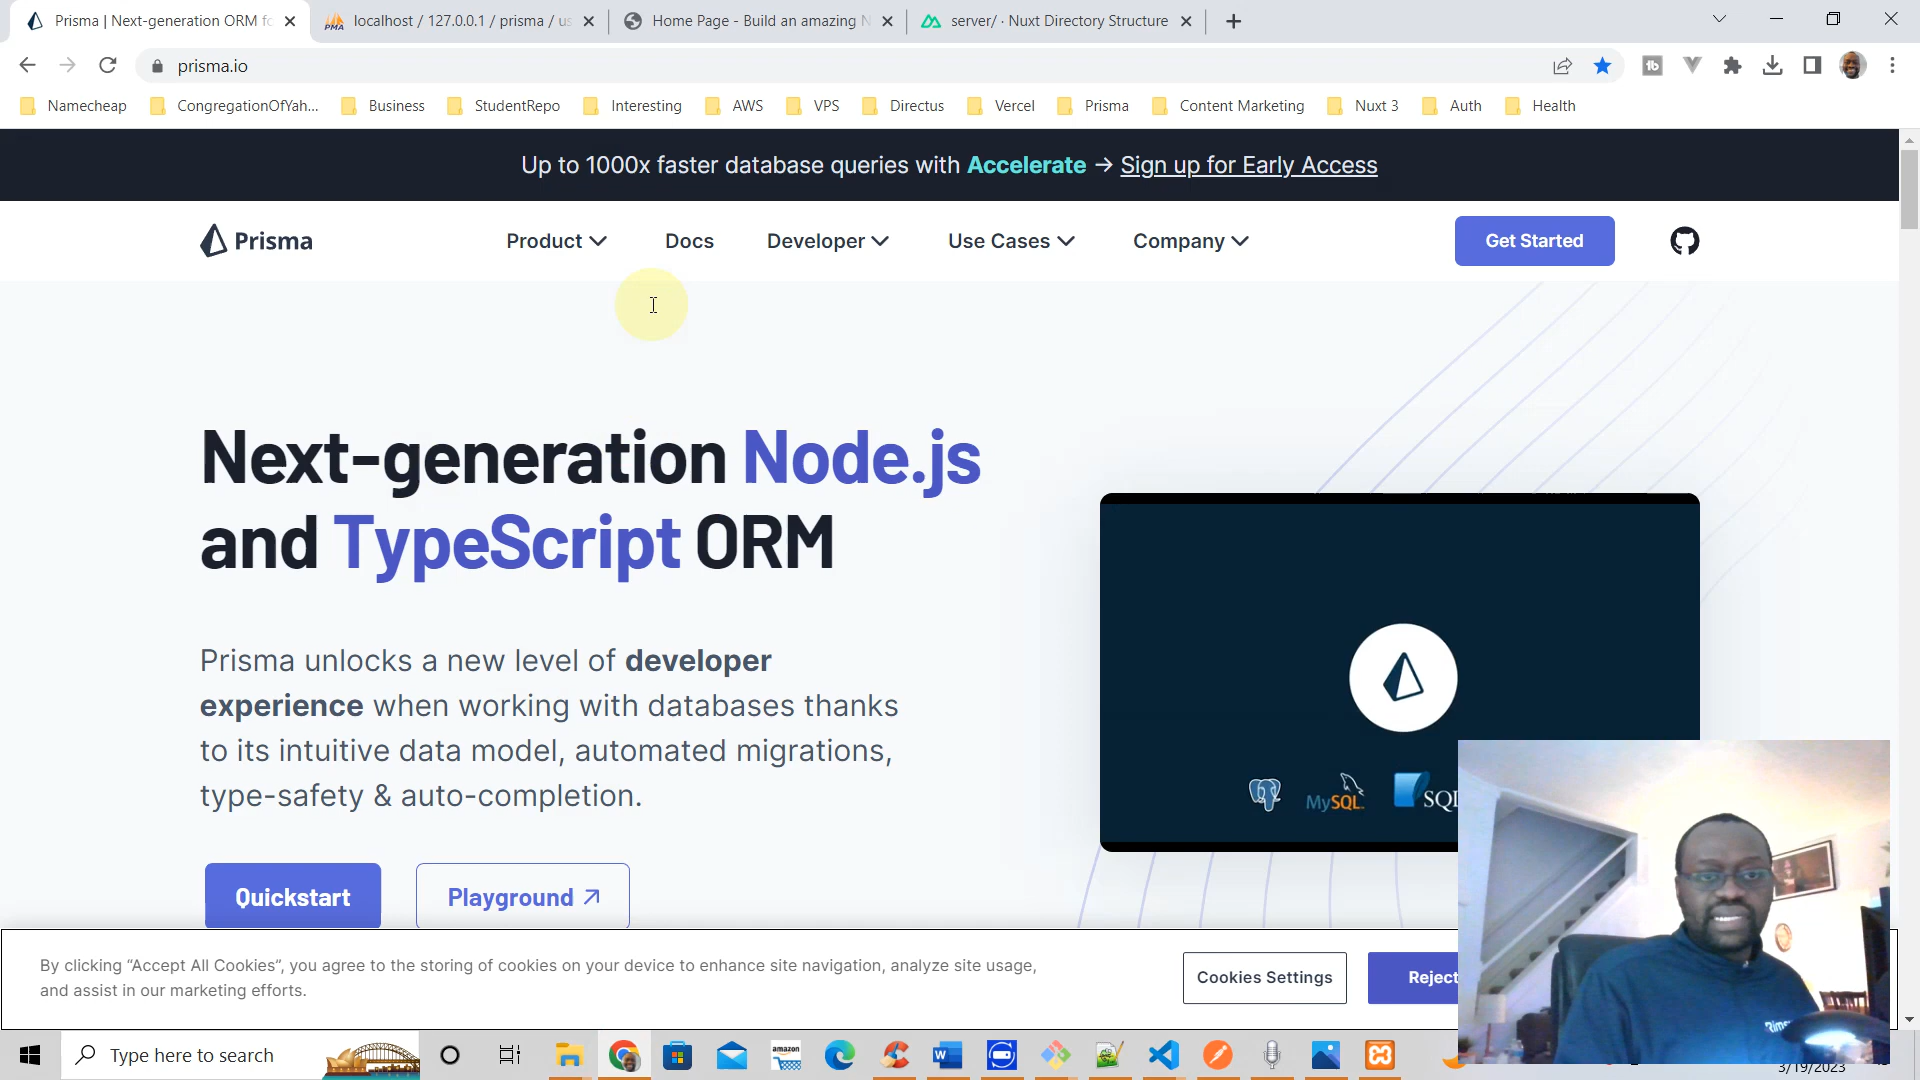 Prisma | Next-generation ORM fo
localhost / 127.0.0.1 / prisma / us
Home Page - Build an amazing N
server/ · Nuxt Directory Structure
prisma.io
Namecheap
CongregationOfYah...
Business
StudentRepo
Interesting
AWS
VPS
Directus
Vercel
Prisma
Content Marketing
Nuxt 3
Auth
Health
Up to 1000x faster database queries with Accelerate → Sign up for Early Access
Prisma
Product
Docs
Developer
Use Cases
Company
Get Started
Next-generation Node.js
and TypeScript ORM
Prisma unlocks a new level of developer
experience when working with databases thanks
to its intuitive data model, automated migrations,
type-safety & auto-completion.
MySQL
SQL
Quickstart
Playground ↗
By clicking “Accept All Cookies”, you agree to the storing of cookies on your device to enhance site navigation, analyze site usage,
and assist in our marketing efforts.
Cookies Settings
Reject
Type here to search
amazon
3/19/2023